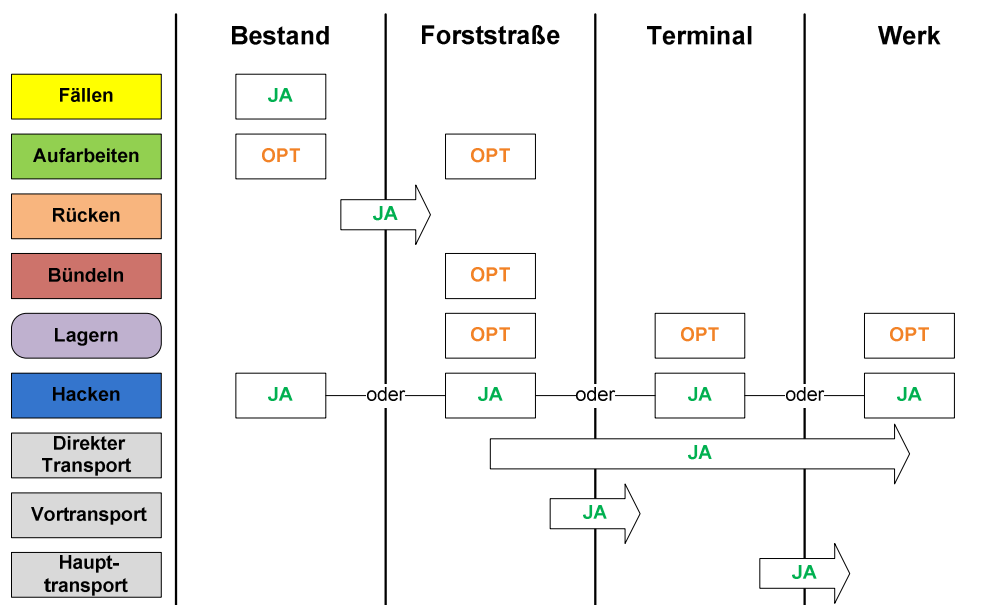 Bestand Forststraße Terminal Werk
Fällen JA
Aufarbeiten OPT OPT
Rücken JA
Bündeln OPT
Lagern OPT OPT OPT
Hacken JA oder JA oder JA oder JA
Direkter
Transport JA
Vortransport JA
Haupt-
transport JA